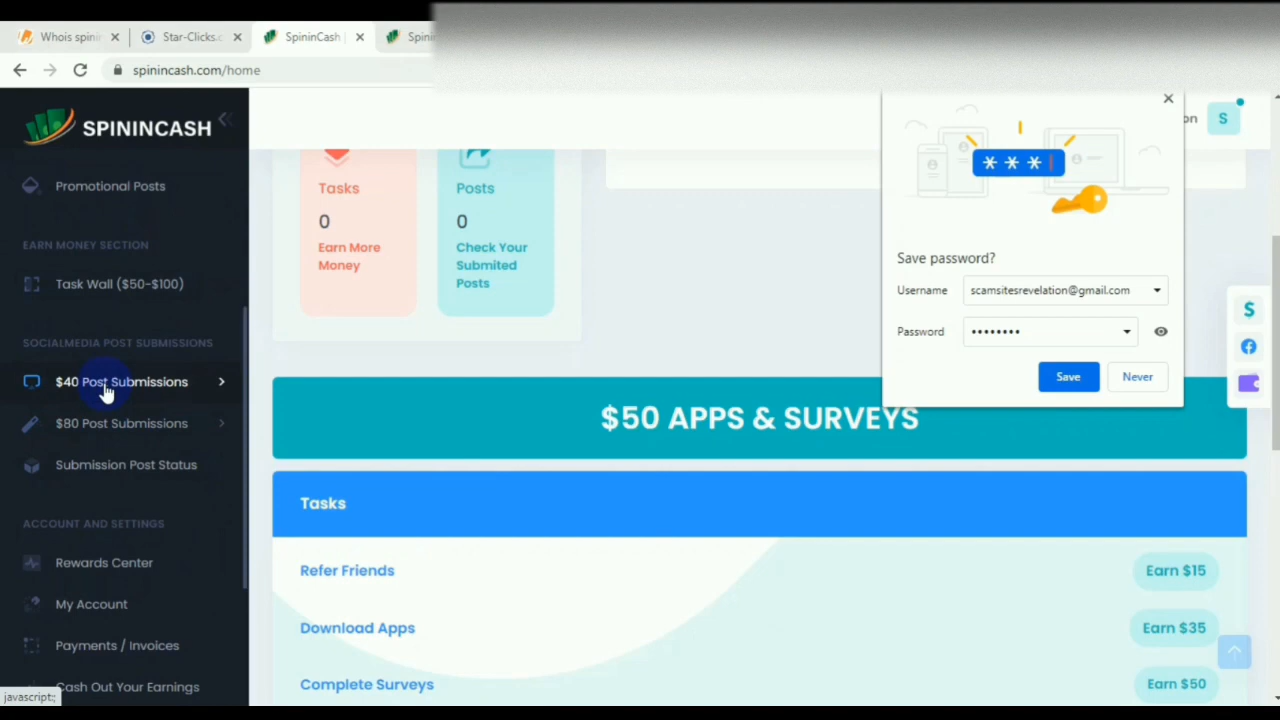 Whois spinin
Star-Clicks.c
SpininCash |
Spini
spinincash.com/home
SPININCASH
Promotional Posts
EARN MONEY SECTION
Task Wall ($50-$100)
SOCIALMEDIA POST SUBMISSIONS
$40 Post Submissions
$80 Post Submissions
Submission Post Status
ACCOUNT AND SETTINGS
Rewards Center
My Account
Payments / Invoices
Cash Out Your Earnings
javascript:;
Tasks
0
Earn More
Money
Posts
0
Check Your
Submited
Posts
on
S
***
Save password?
Username
scamsitesrevelation@gmail.com
Password
••••••••
Save
Never
$50 APPS & SURVEYS
Tasks
Refer Friends
Earn $15
Download Apps
Earn $35
Complete Surveys
Earn $50